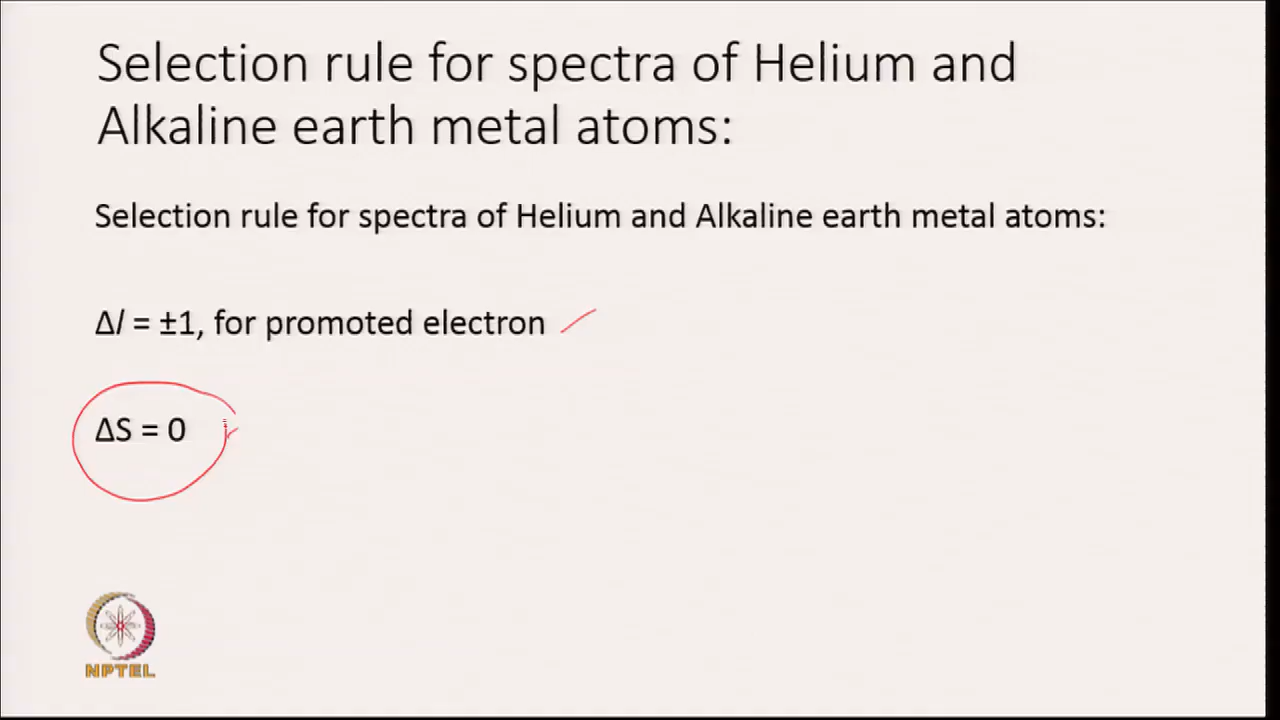 Selection rule for spectra of Helium and
Alkaline earth metal atoms:
Selection rule for spectra of Helium and Alkaline earth metal atoms:
Δl = ±1, for promoted electron
ΔS = 0
NPTEL